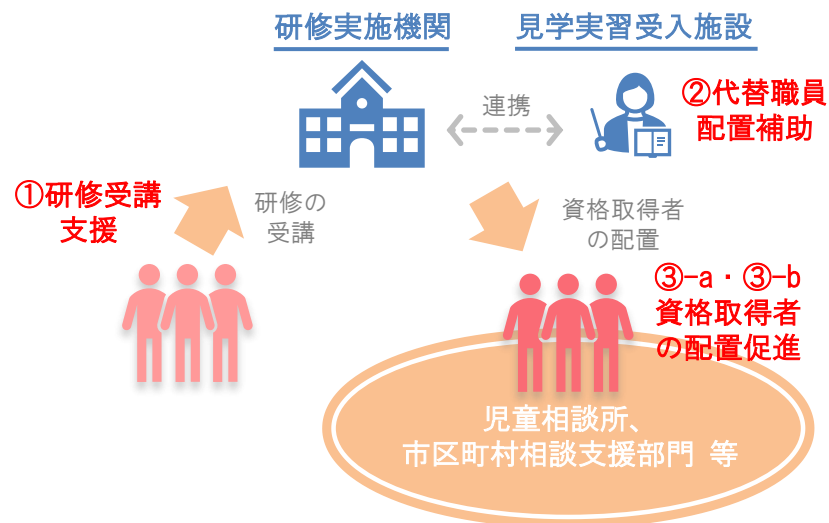 研修実施機関
見学実習受入施設
連携
②代替職員
配置補助
①研修受講
支援
研修の
受講
資格取得者
の配置
③-a・③-b
資格取得者
の配置促進
児童相談所、
市区町村相談支援部門 等